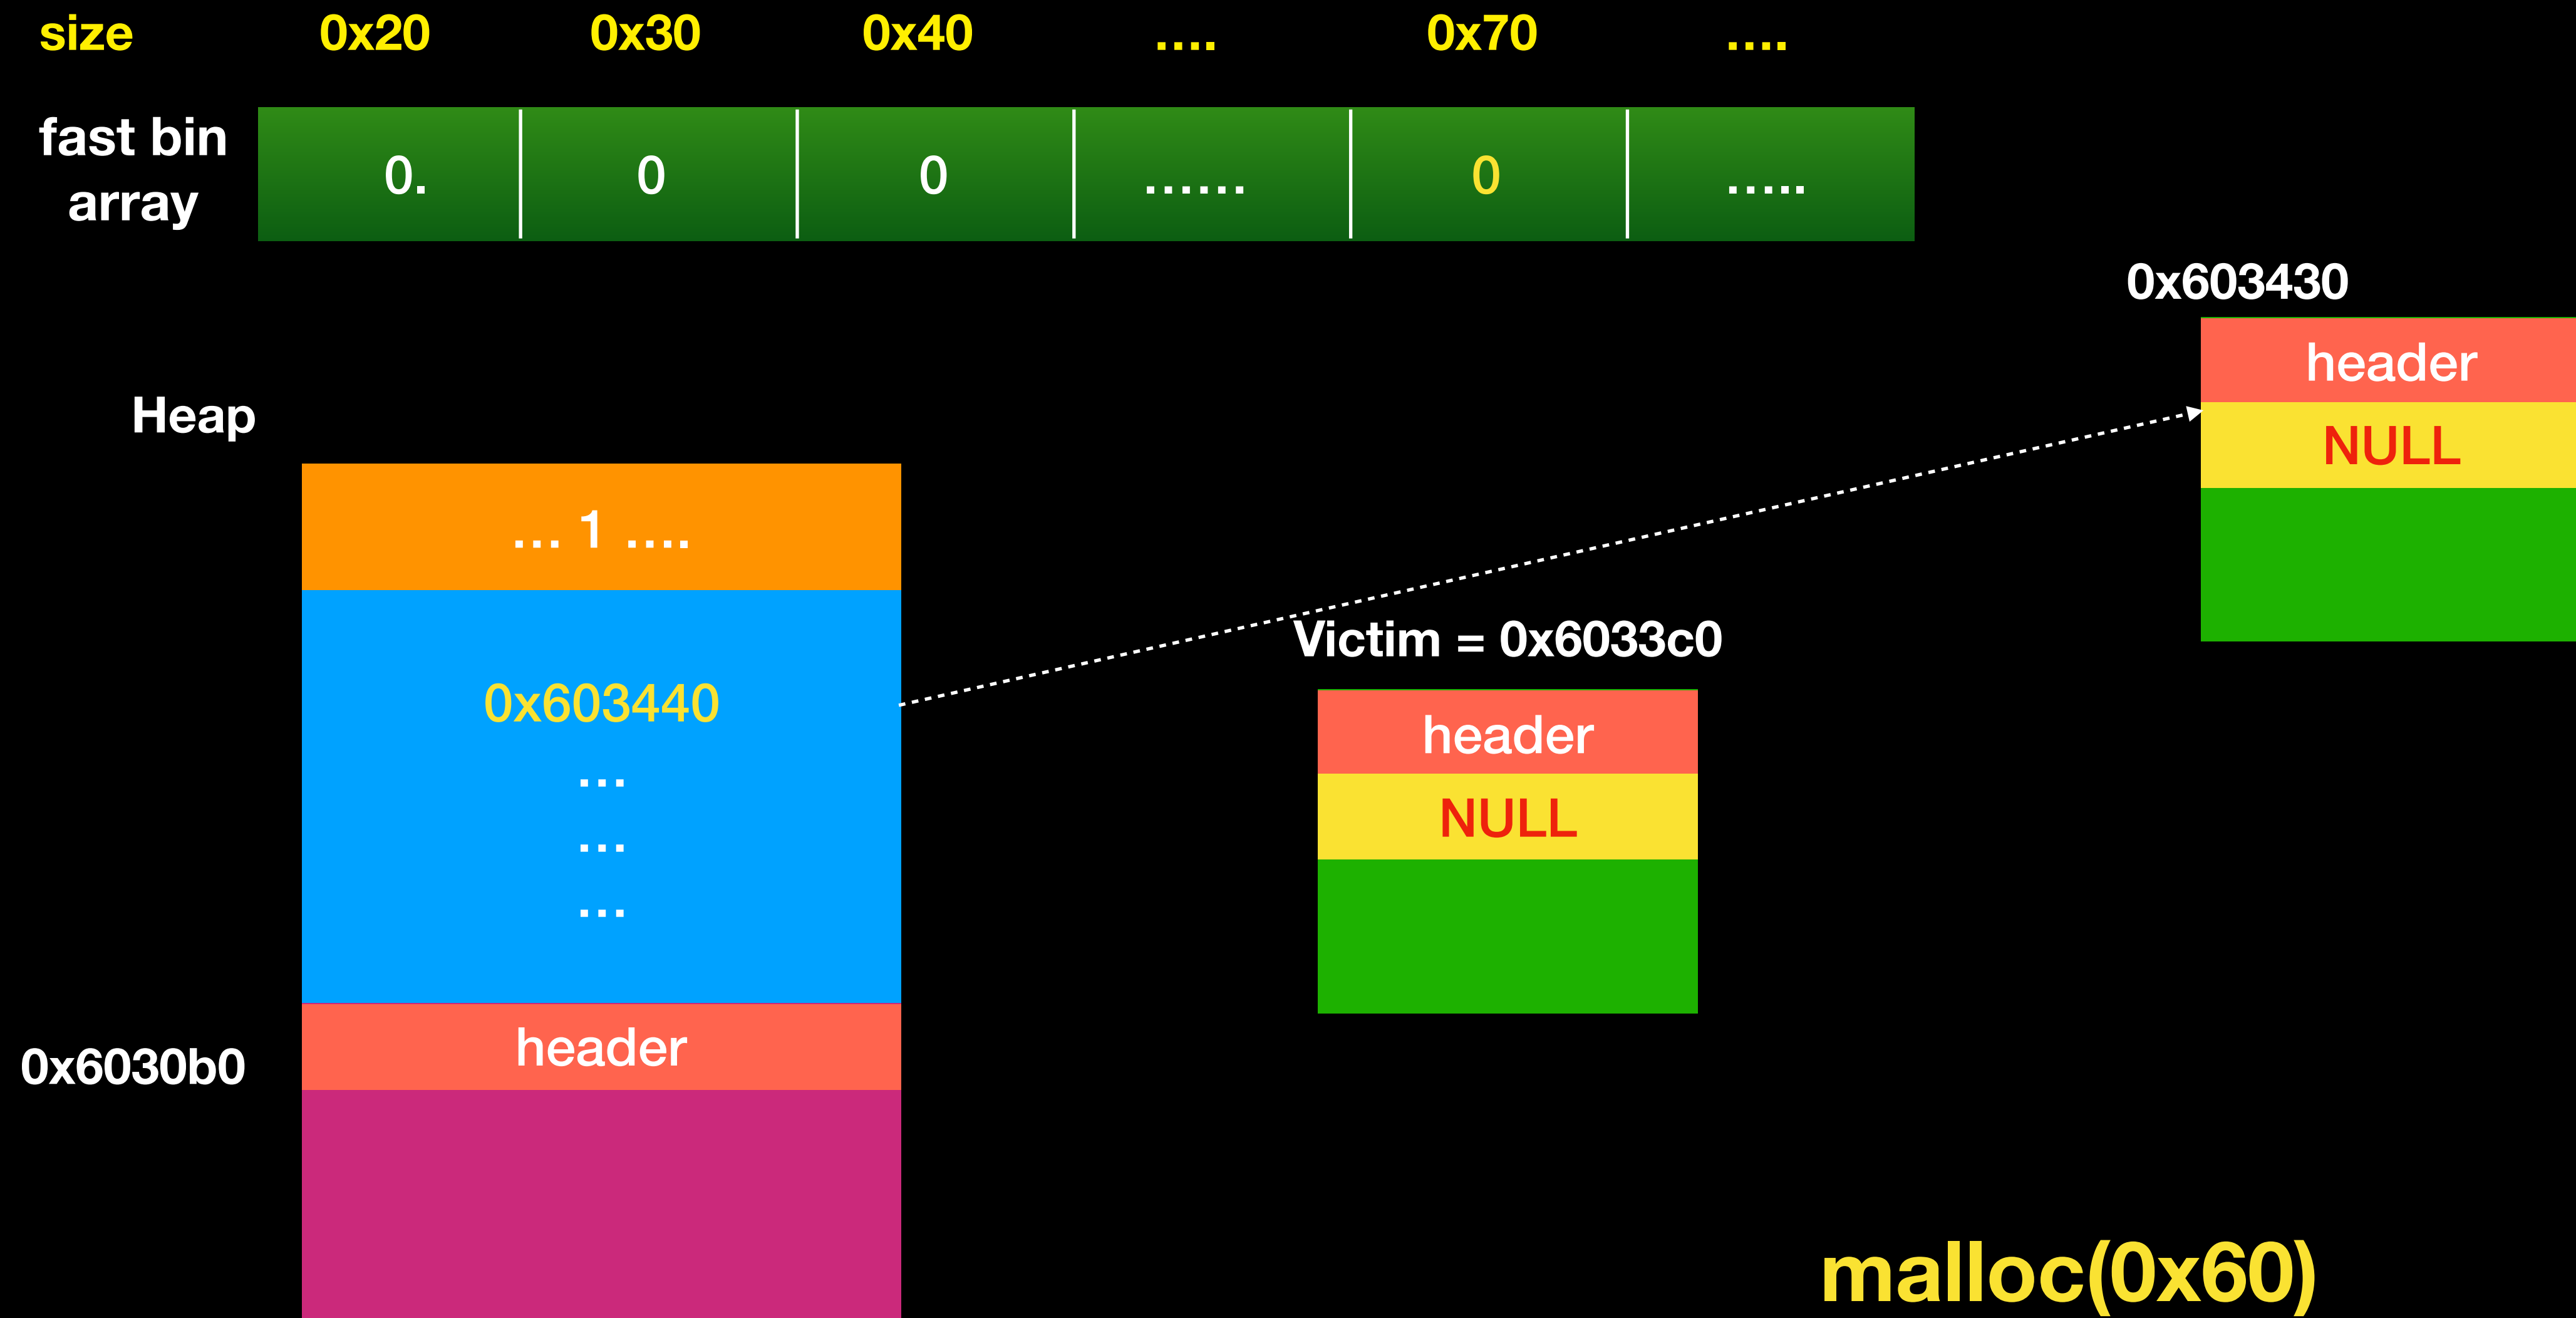 size 0x20 0x30 0x40 .... 0x70 ....
fast bin
array
0. 0 0 ...... 0 .....
0x603430
header
NULL
Heap
... 1 ....
Victim = 0x6033c0
0x603440
header
...
NULL
...
...
header
0x6030b0
malloc(0x60)